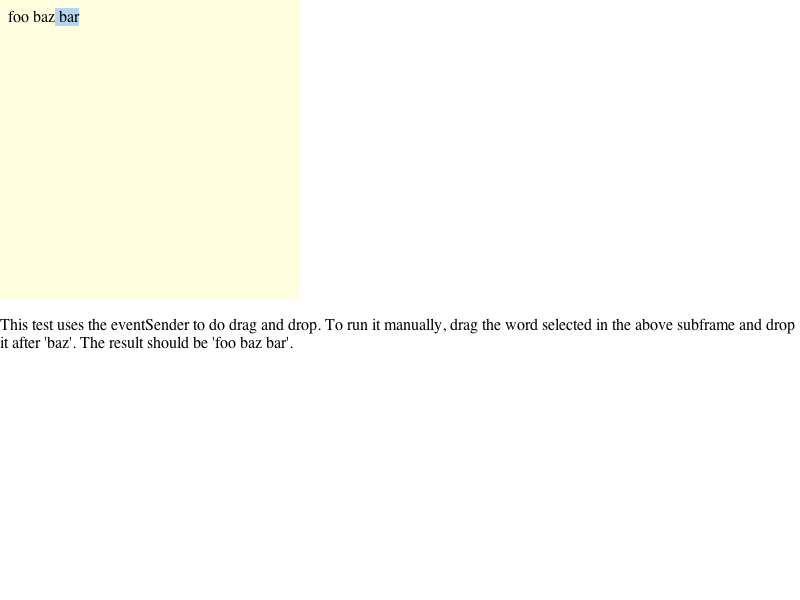 foo baz bar
This test uses the eventSender to do drag and drop. To run it manually, drag the word selected in the above subframe and drop
it after 'baz'. The result should be 'foo baz bar'.